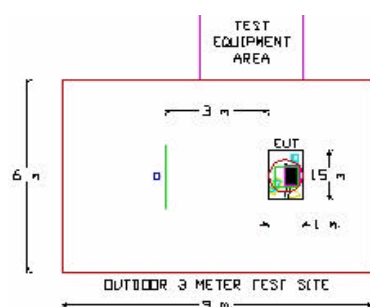 TEST
EQUIPMENT
AREA
3 m
EUT
6 m
1.5 m
1 m
OUTDOOR 3 METER TEST SITE
9 m